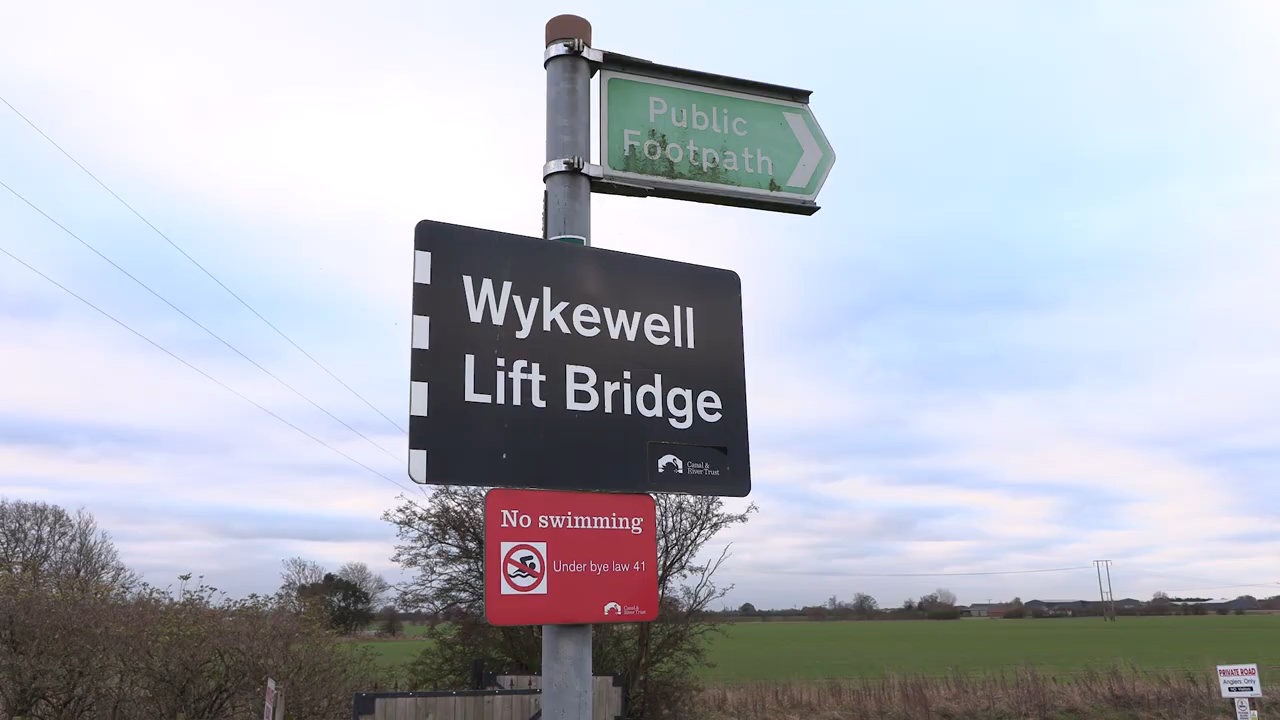 Public
Footpath
Wykewell
Lift Bridge
Canal &
River Trust
No swimming
Under bye law 41
Canal &
River Trust
PRIVATE ROAD
Anglers Only